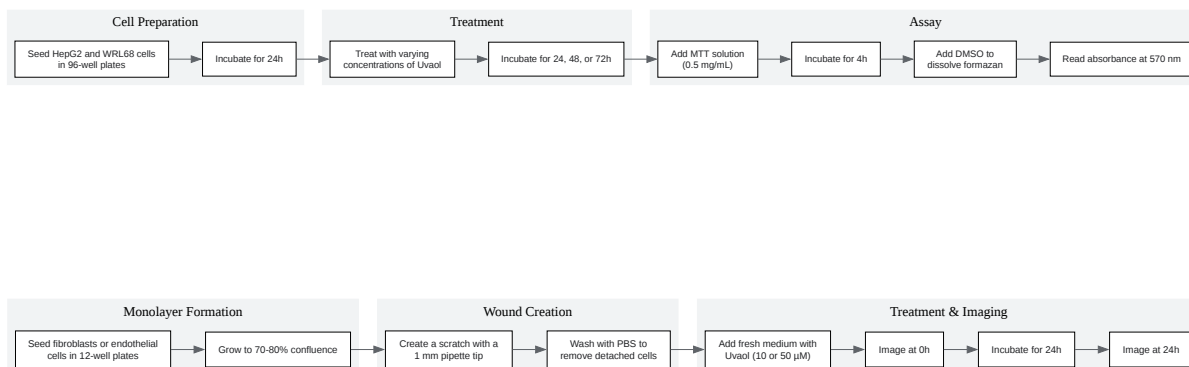 Cell Preparation
Seed HepG2 and WRL68 cells
in 96-well plates
Incubate for 24h
Treatment
Treat with varying
concentrations of Uvaol
Incubate for 24, 48, or 72h
Assay
Add MTT solution
(0.5 mg/mL)
Incubate for 4h
Add DMSO to
dissolve formazan
Read absorbance at 570 nm
Monolayer Formation
Seed fibroblasts or endothelial
cells in 12-well plates
Grow to 70-80% confluence
Wound Creation
Create a scratch with a
1 mm pipette tip
Wash with PBS to
remove detached cells
Treatment & Imaging
Add fresh medium with
Uvaol (10 or 50 µM)
Image at 0h
Incubate for 24h
Image at 24h